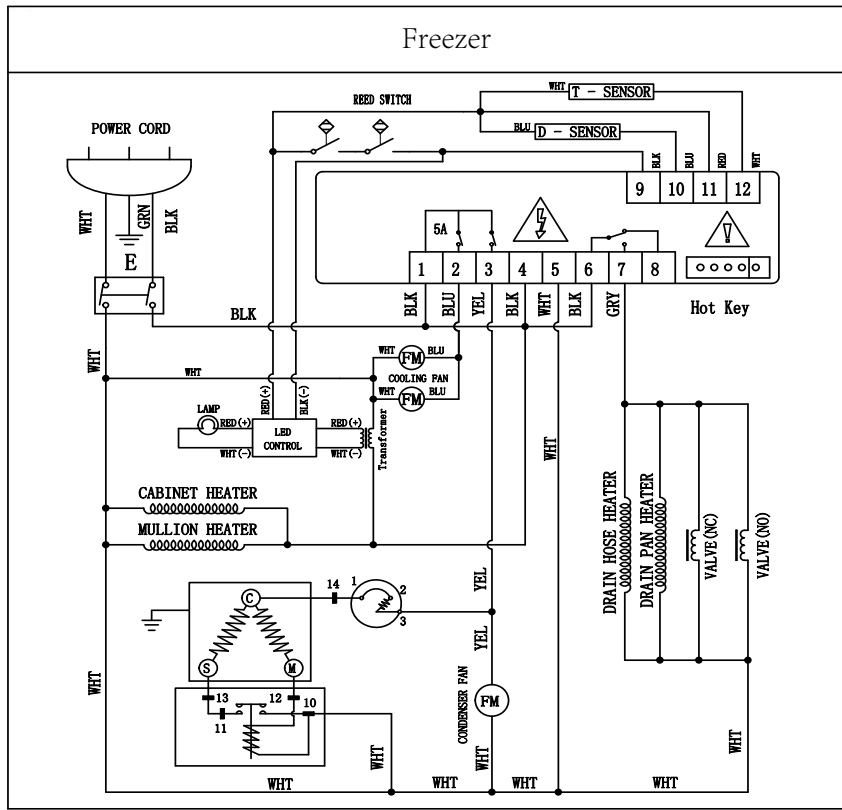 Freezer
WHT T - SENSOR
REED SWITCH
POWER CORD
BLU D - SENSOR
BLK
BLU
RED
WHT
9 10 11 12
WHT
GRN
BLK
5A
E
1 2 3 4 5 6 7 8
Hot Key
BLK
BLK
BLU
YEL
BLK
WHT
BLK
GRY
WHT
WHT
WHT FM BLU
COOLING FAN
WHT FM BLU
RED(+)
BLK(-)
LAMP
RED(+)
WHT(-)
LED
CONTROL
RED(+)
WHT(-)
Transformer
WHT
CABINET HEATER
MULLION HEATER
DRAIN HOSE HEATER
DRAIN PAN HEATER
VALVE(NC)
VALVE(NO)
YEL
C
14
1
2
3
S
M
YEL
13
12
10
11
WHT
CONDENSER FAN
FM
WHT
WHT
WHT
WHT
WHT
WHT
WHT